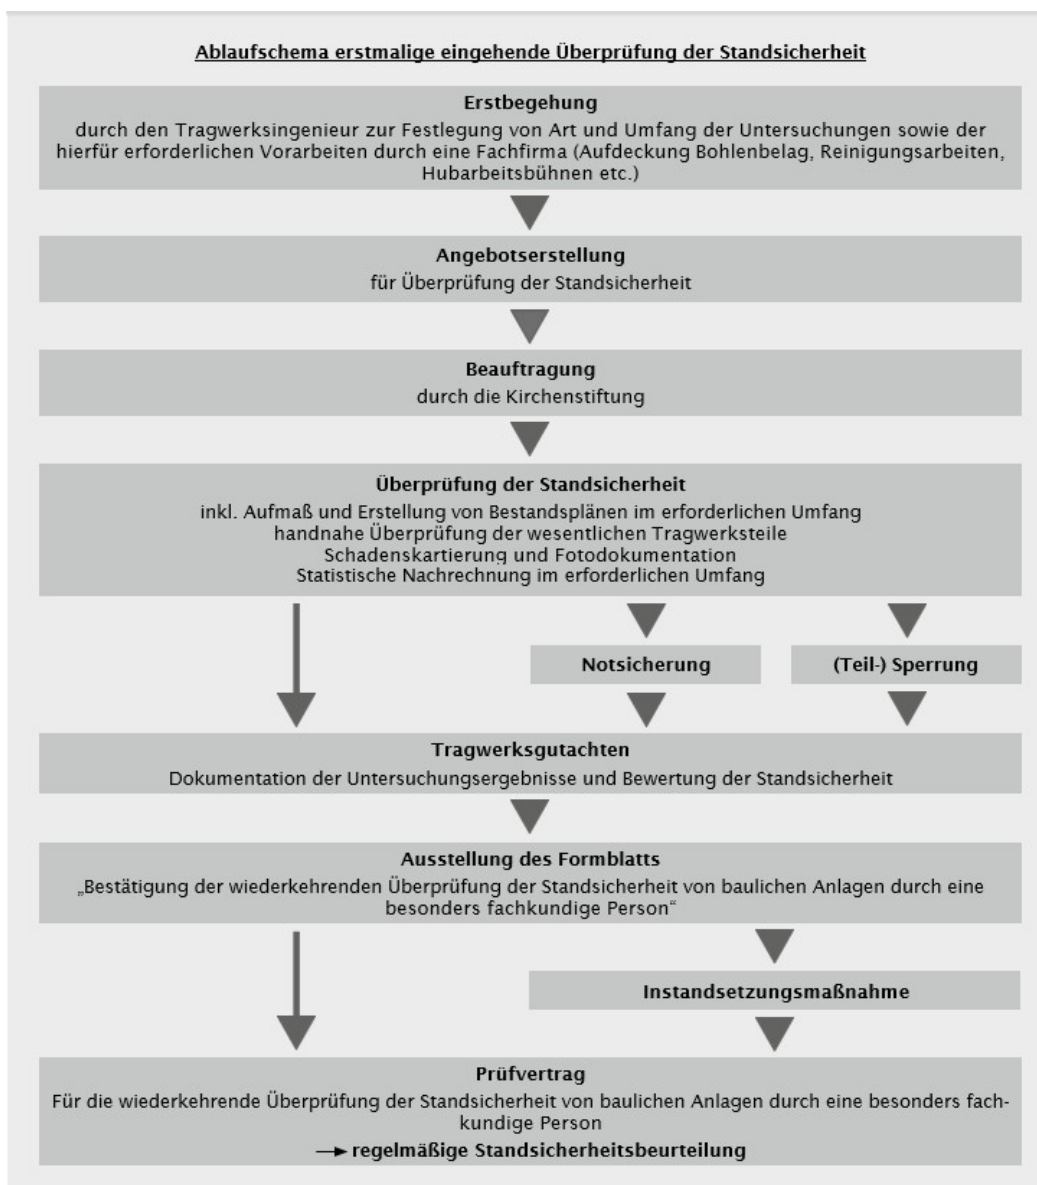 Ablaufschema erstmalige eingehende Überprüfung der Standsicherheit
Erstbegehung
durch den Tragwerksingenieur zur Festlegung von Art und Umfang der Untersuchungen sowie der
hierfür erforderlichen Vorarbeiten durch eine Fachfirma (Aufdeckung Bohlenbelag, Reinigungsarbeiten,
Hubarbeitsbühnen etc.)
Angebotserstellung
für Überprüfung der Standsicherheit
Beauftragung
durch die Kirchenstiftung
Überprüfung der Standsicherheit
inkl. Aufmaß und Erstellung von Bestandsplänen im erforderlichen Umfang
handnahe Überprüfung der wesentlichen Tragwerksteile
Schadenskartierung und Fotodokumentation
Statistische Nachrechnung im erforderlichen Umfang
Notsicherung
(Teil-) Sperrung
Tragwerksgutachten
Dokumentation der Untersuchungsergebnisse und Bewertung der Standsicherheit
Ausstellung des Formblatts
„Bestätigung der wiederkehrenden Überprüfung der Standsicherheit von baulichen Anlagen durch eine
besonders fachkundige Person“
Instandsetzungsmaßnahme
Prüfvertrag
Für die wiederkehrende Überprüfung der Standsicherheit von baulichen Anlagen durch eine besonders fach-
kundige Person
→ regelmäßige Standsicherheitsbeurteilung